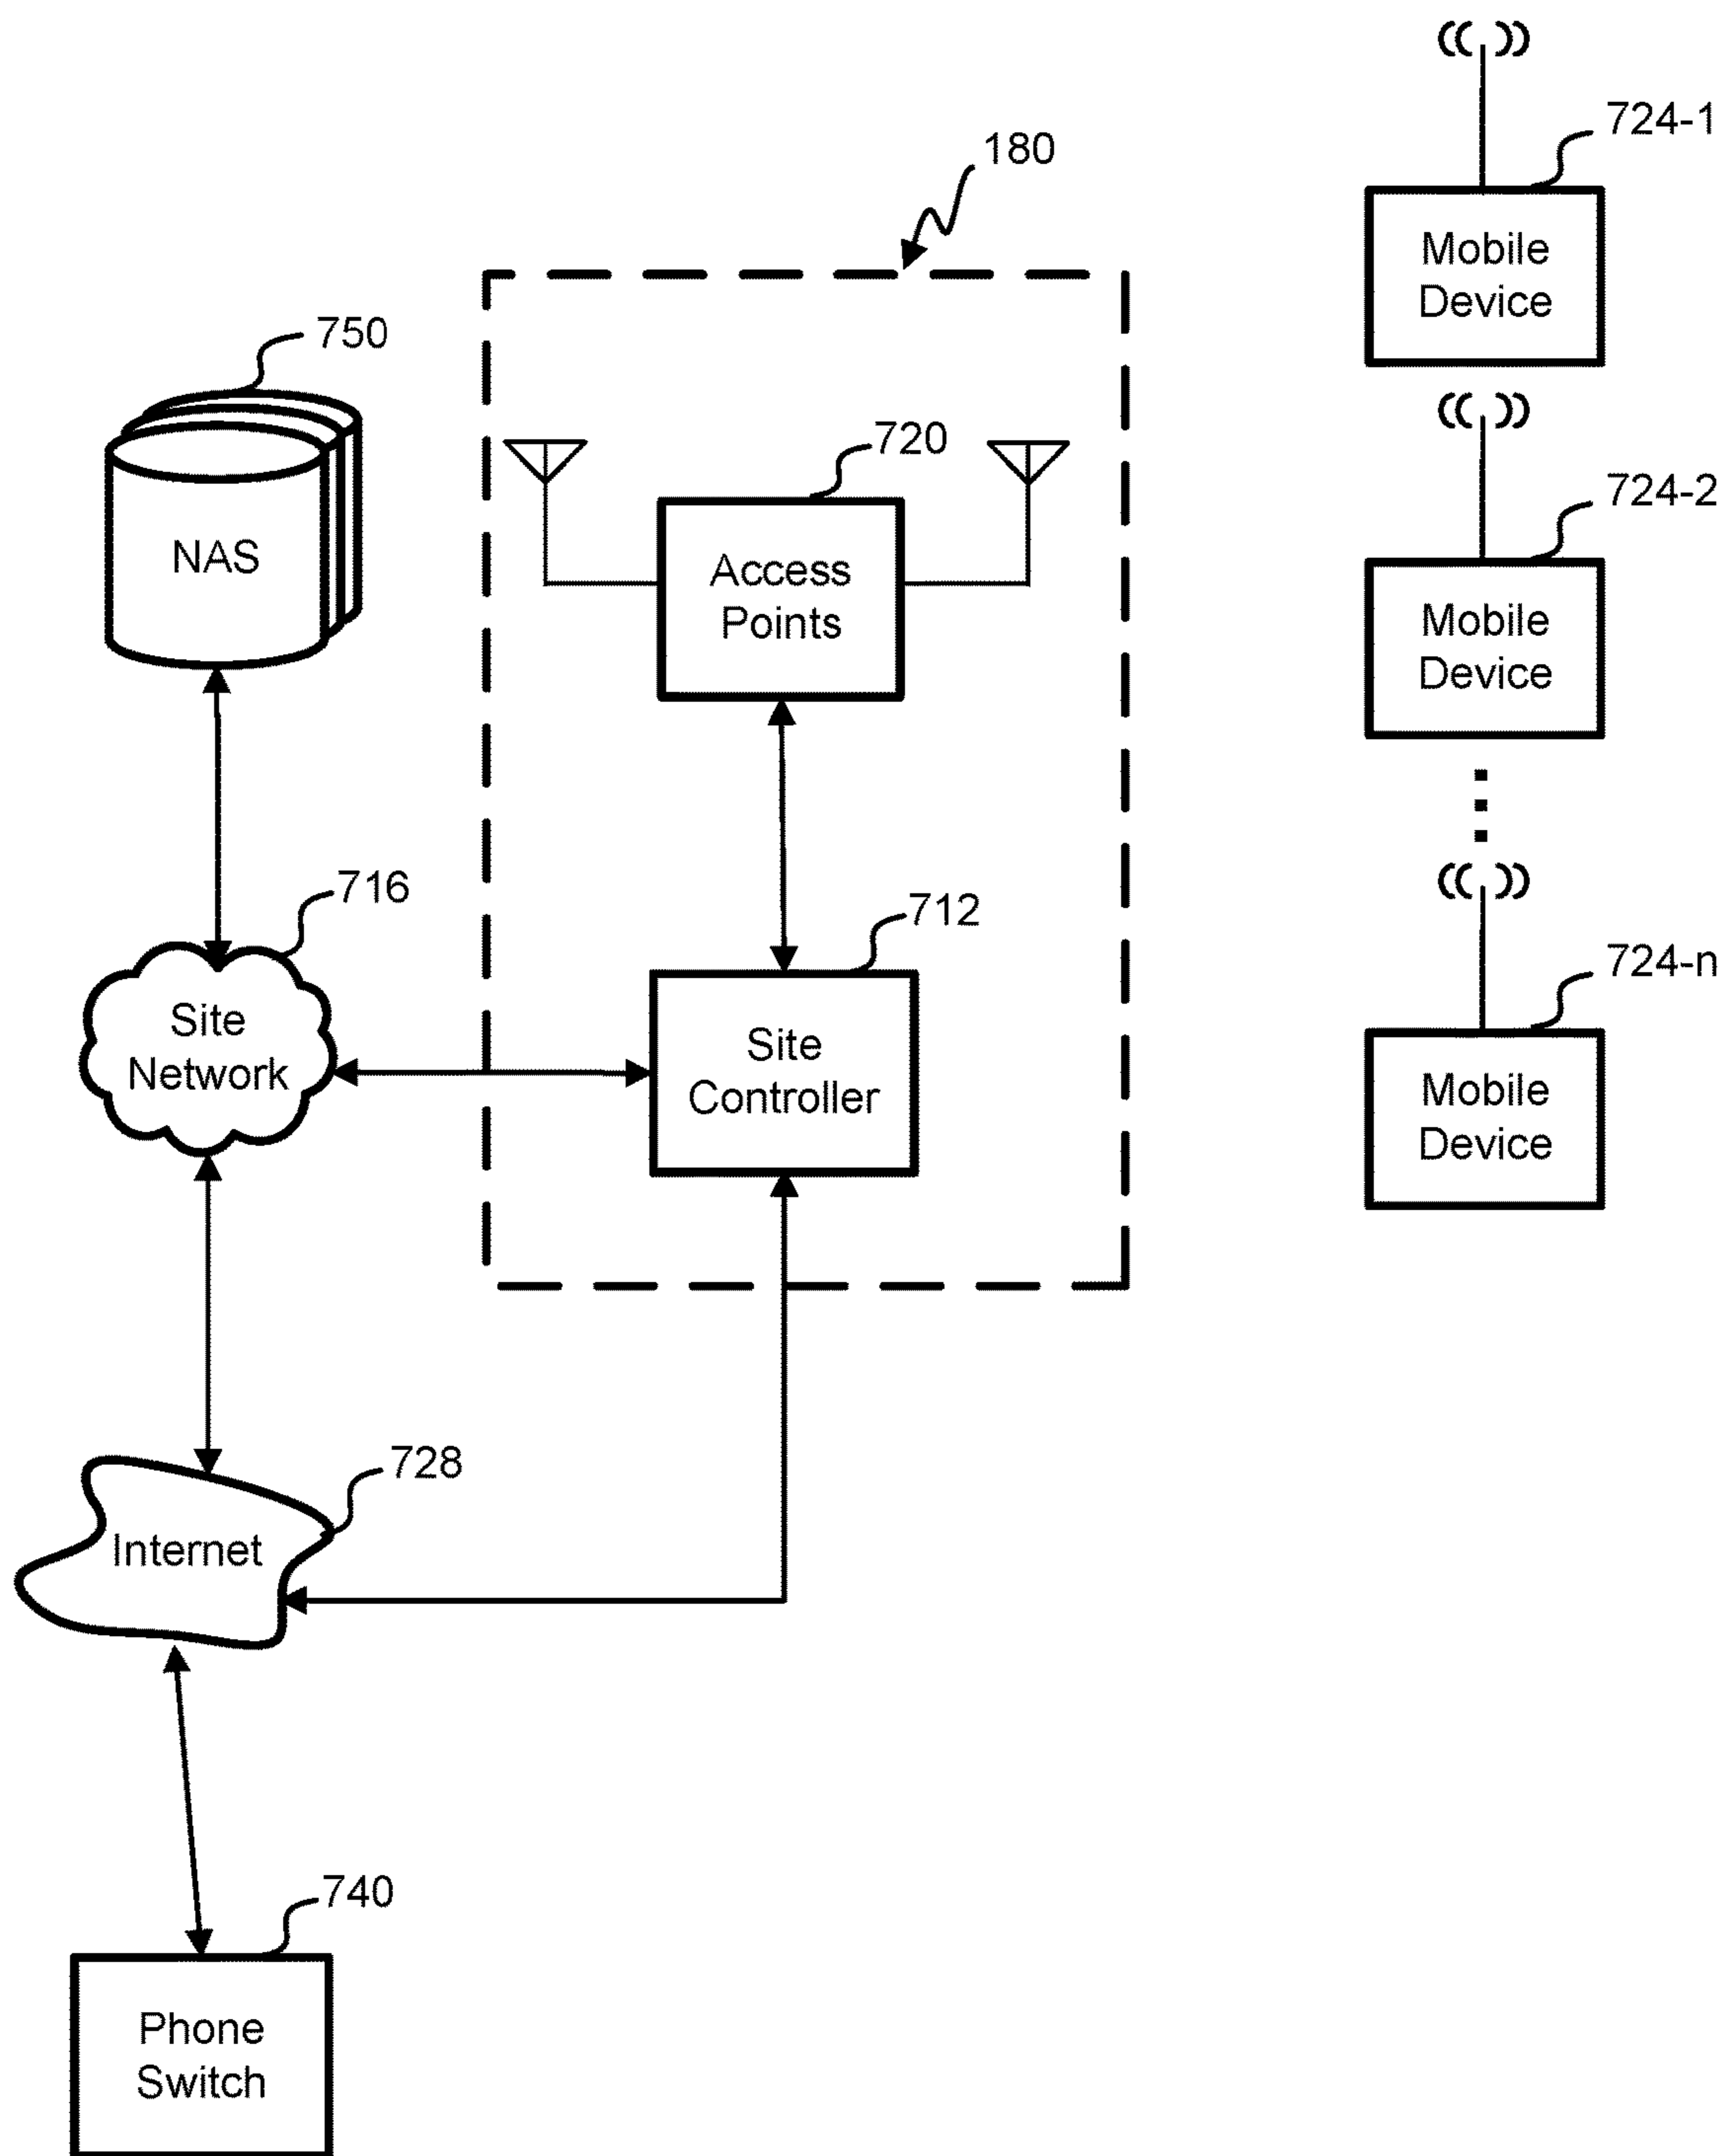 724-1
180
Mobile
Device
750
720
724-2
NAS
Access
Points
Mobile
Device
716
712
724-n
Site
Network
Site
Controller
Mobile
Device
728
Internet
740
Phone
Switch